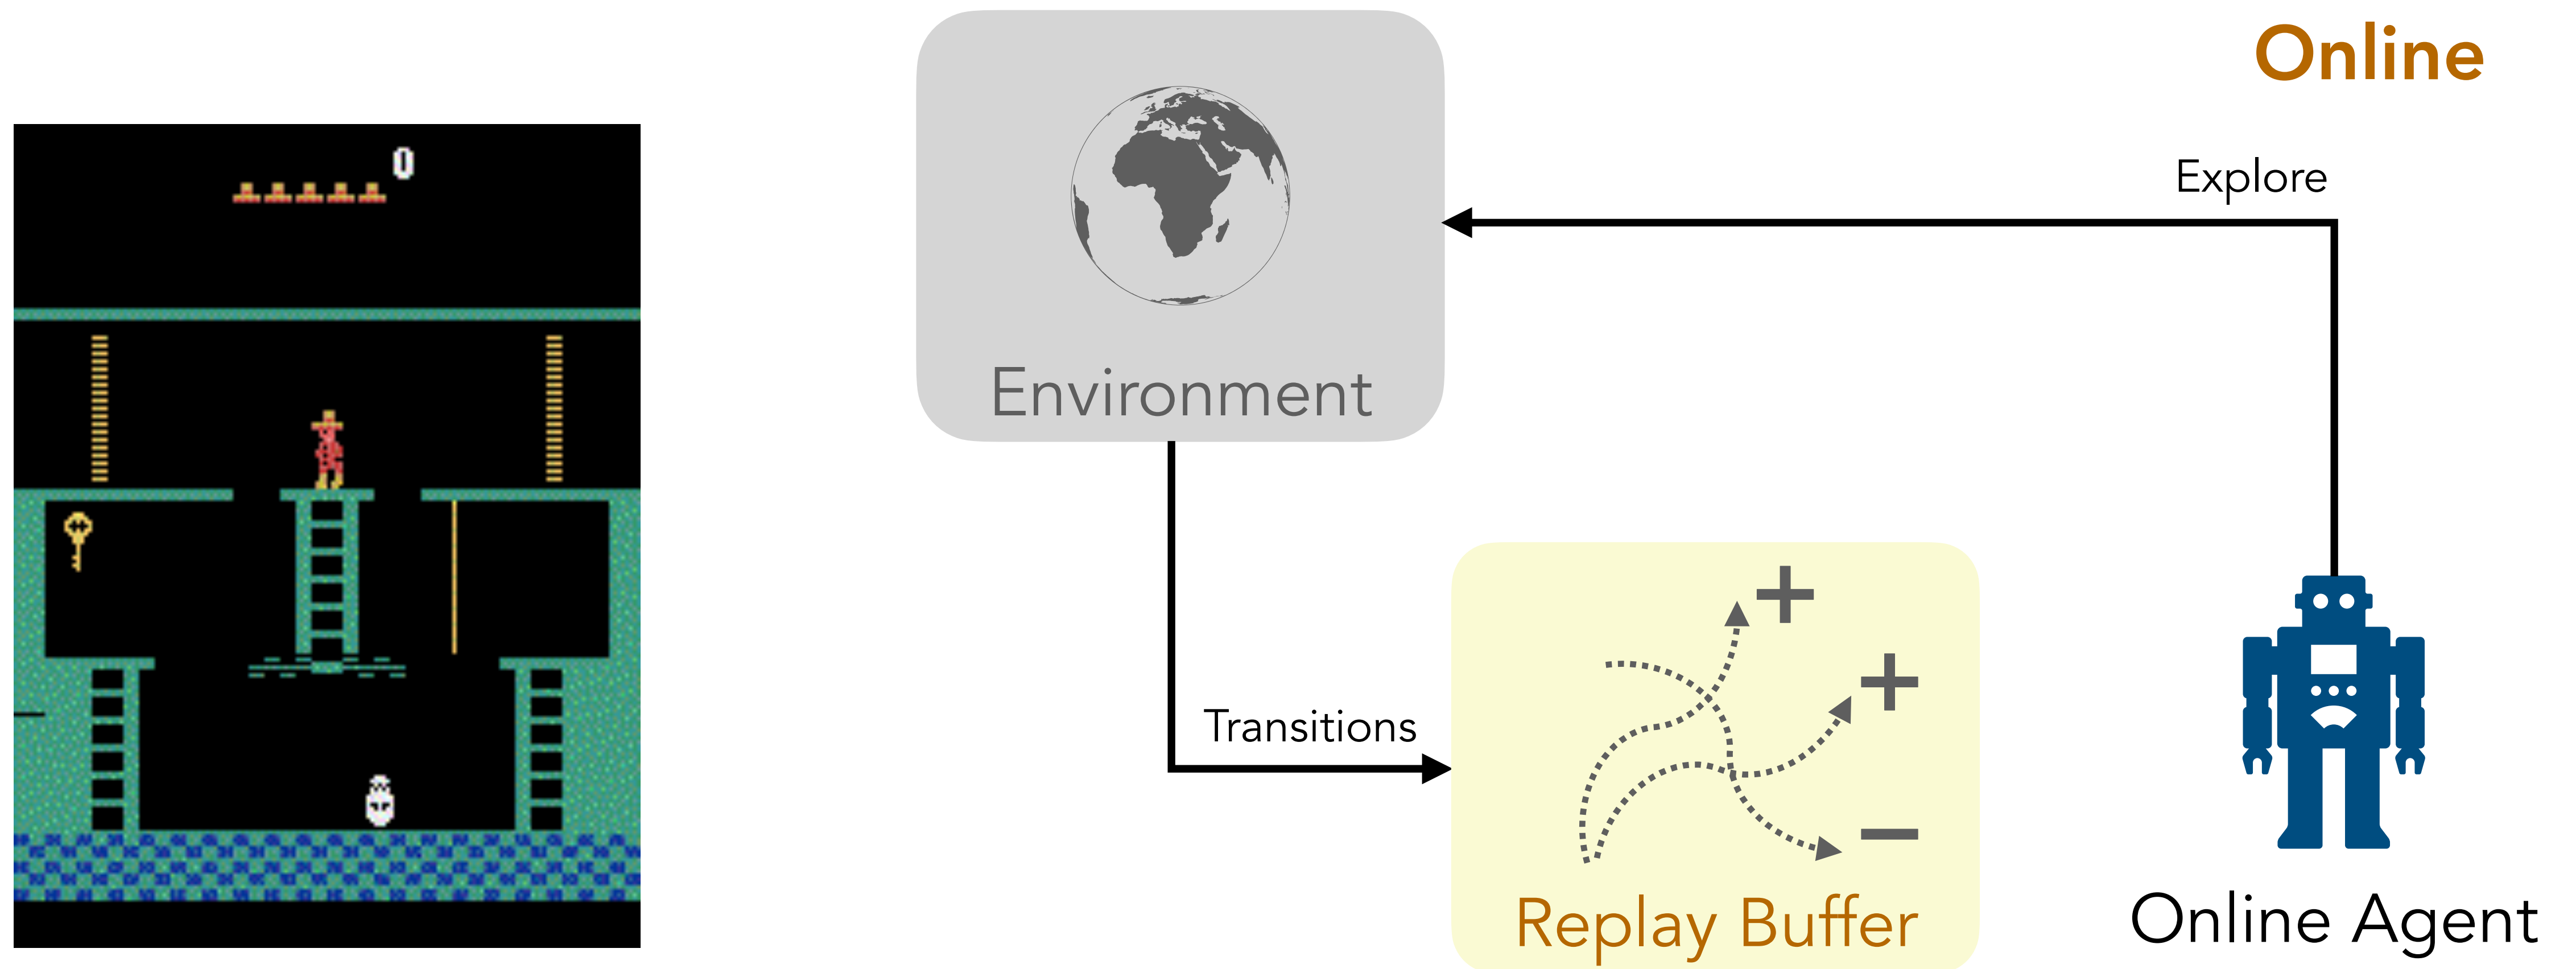 Online
0
Explore
Environment
Transitions
Replay Buffer
Online Agent